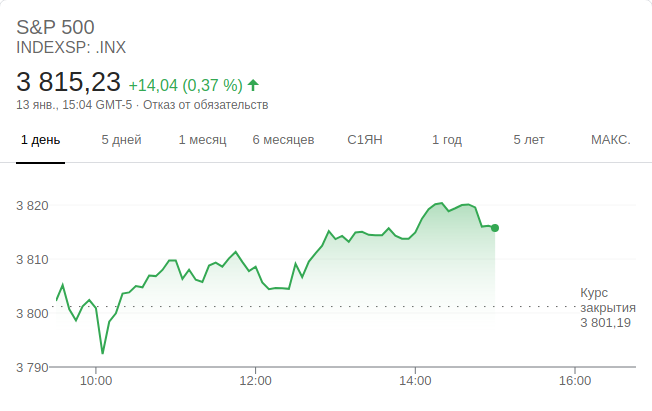 S&P 500
INDEXSP: .INX
3 815,23 +14,04 (0,37 %)
13 янв., 15:04 GMT-5 · Отказ от обязательств
1 день 5 дней 1 месяц 6 месяцев С1ЯН 1 год 5 лет МАКС.
3 820
3 810
3 800
3 790
Курс
закрытия
3 801,19
10:00 12:00 14:00 16:00